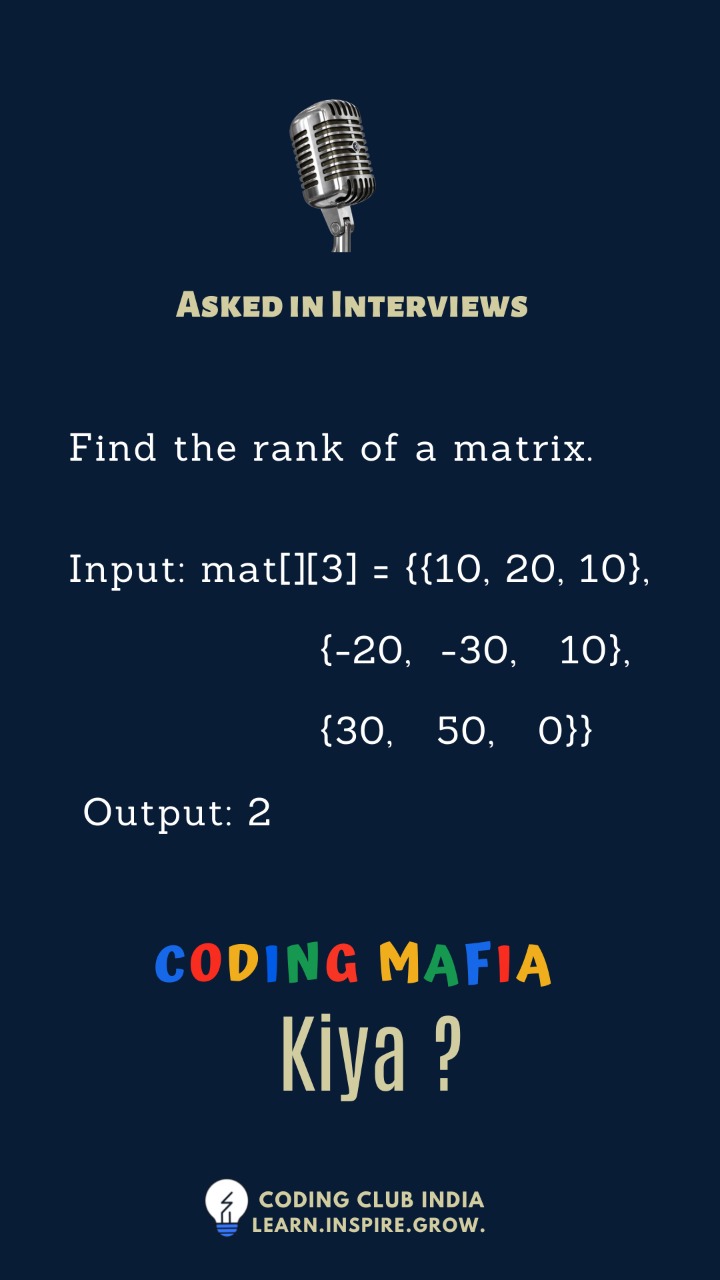 Asked in Interviews
Find the rank of a matrix.
Input: mat[][3] = {{10, 20, 10},
{-20, -30, 10},
{30, 50, 0}}
Output: 2
CODING MAFIA
Kiya ?
CODING CLUB INDIA
LEARN.INSPIRE.GROW.